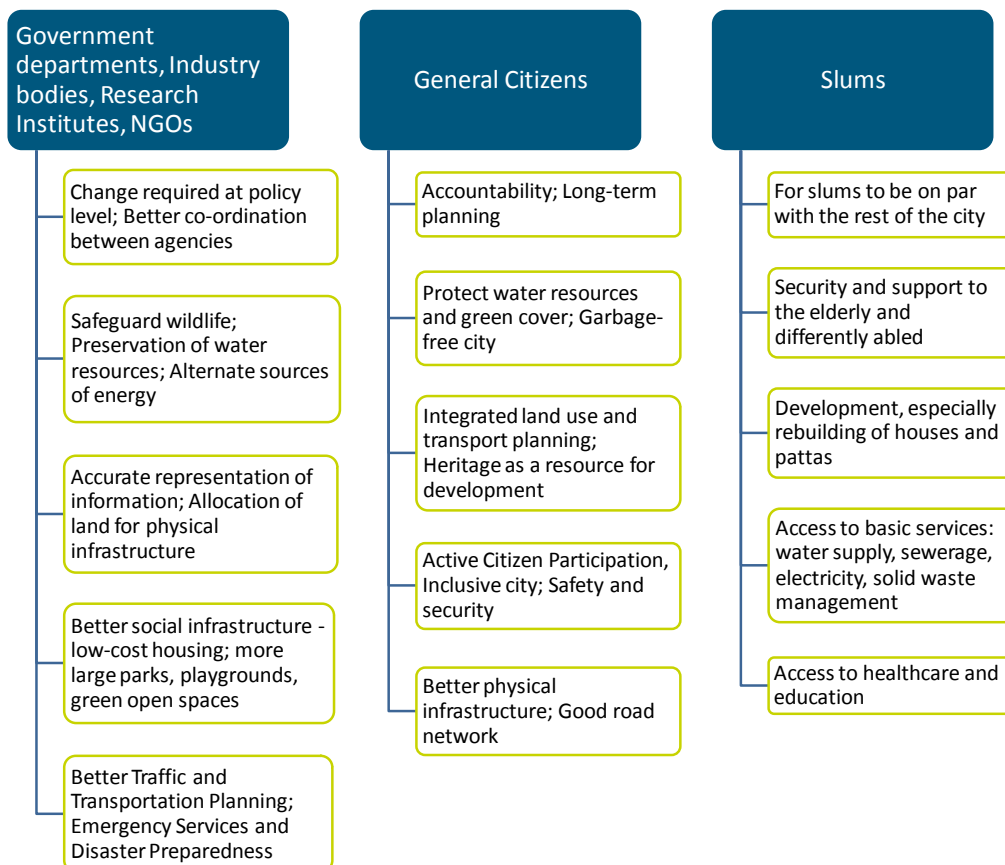 Government
departments, Industry
bodies, Research
Institutes, NGOs
Change required at policy
level; Better co-ordination
between agencies
Safeguard wildlife;
Preservation of water
resources; Alternate sources
of energy
Accurate representation of
information; Allocation of
land for physical
infrastructure
Better social infrastructure -
low-cost housing; more
large parks, playgrounds,
green open spaces
Better Traffic and
Transportation Planning;
Emergency Services and
Disaster Preparedness
General Citizens
Accountability; Long-term
planning
Protect water resources
and green cover; Garbage-
free city
Integrated land use and
transport planning;
Heritage as a resource for
development
Active Citizen Participation,
Inclusive city; Safety and
security
Better physical
infrastructure; Good road
network
Slums
For slums to be on par
with the rest of the city
Security and support to
the elderly and
differently abled
Development, especially
rebuilding of houses and
pattas
Access to basic services:
water supply, sewerage,
electricity, solid waste
management
Access to healthcare and
education